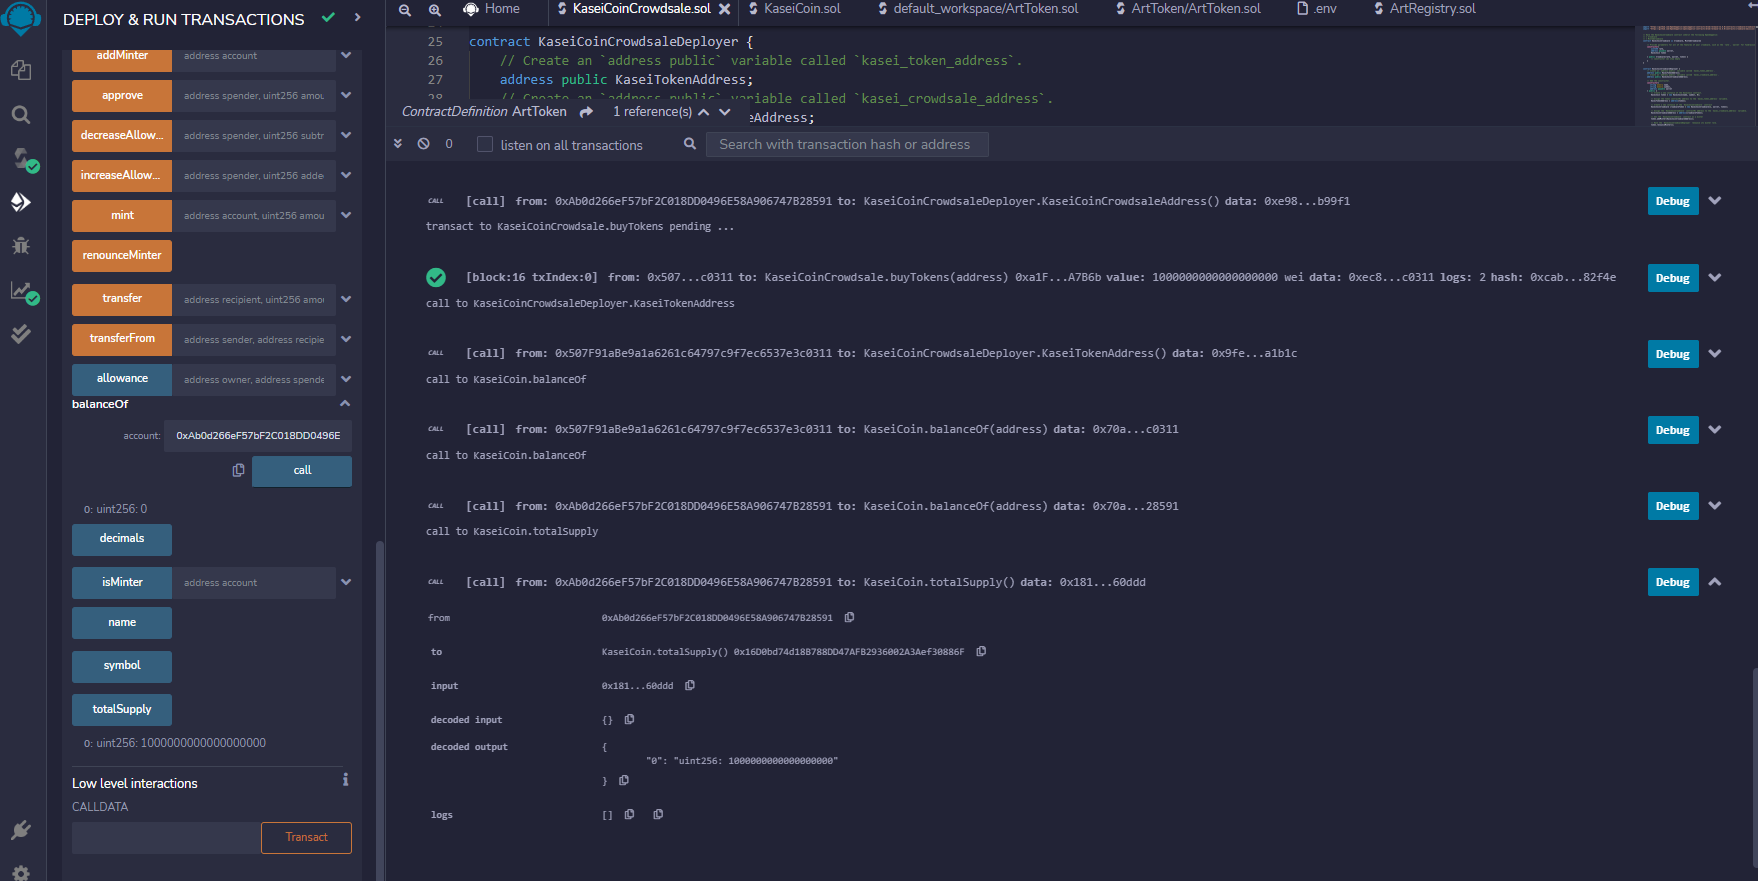 DEPLOY & RUN TRANSACTIONS
addMinter address account
approve address spender, uint256 amou
decreaseAllow... address spender, uint256 subtr
increaseAllow... address spender, uint256 adde
mint address account, uint256 amou
renounceMinter
transfer address recipient, uint256 amou
transferFrom address sender, address recipie
allowance address owner, address spende
balanceOf
account: 0xAb0d266eF57bF2C018DD0496E
call
0: uint256: 0
decimals
isMinter address account
name
symbol
totalSupply
0: uint256: 1000000000000000000
Low level interactions
CALLDATA
Transact
Home KaseiCoinCrowdsale.sol KaseiCoin.sol default_workspace/ArtToken.sol ArtToken/ArtToken.sol .env ArtRegistry.sol
25 contract KaseiCoinCrowdsaleDeployer {
26 // Create an `address public` variable called `kasei_token_address`.
27 address public KaseiTokenAddress;
28 // Create an `address public` variable called `kasei_crowdsale_address`.
ContractDefinition ArtToken 1 reference(s) eAddress;
0 listen on all transactions Search with transaction hash or address
CALL [call] from: 0xAb0d266eF57bF2C018DD0496E58A906747B28591 to: KaseiCoinCrowdsaleDeployer.KaseiCoinCrowdsaleAddress() data: 0xe98...b99f1 Debug
transact to KaseiCoinCrowdsale.buyTokens pending ...
[block:16 txIndex:0] from: 0x507...c0311 to: KaseiCoinCrowdsale.buyTokens(address) 0xa1F...A7B6b value: 1000000000000000000 wei data: 0xec8...c0311 logs: 2 hash: 0xcab...82f4e Debug
call to KaseiCoinCrowdsaleDeployer.KaseiTokenAddress
CALL [call] from: 0x507F91aBe9a1a6261c64797c9f7ec6537e3c0311 to: KaseiCoinCrowdsaleDeployer.KaseiTokenAddress() data: 0x9fe...a1b1c Debug
call to KaseiCoin.balanceOf
CALL [call] from: 0x507F91aBe9a1a6261c64797c9f7ec6537e3c0311 to: KaseiCoin.balanceOf(address) data: 0x70a...c0311 Debug
call to KaseiCoin.balanceOf
CALL [call] from: 0xAb0d266eF57bF2C018DD0496E58A906747B28591 to: KaseiCoin.balanceOf(address) data: 0x70a...28591 Debug
call to KaseiCoin.totalSupply
CALL [call] from: 0xAb0d266eF57bF2C018DD0496E58A906747B28591 to: KaseiCoin.totalSupply() data: 0x181...60ddd Debug
from 0xAb0d266eF57bF2C018DD0496E58A906747B28591
to KaseiCoin.totalSupply() 0x16D0bd74d18B788DD47AFB2936002A3Aef30886F
input 0x181...60ddd
decoded input {}
decoded output {
"0": "uint256: 1000000000000000000"
}
logs []